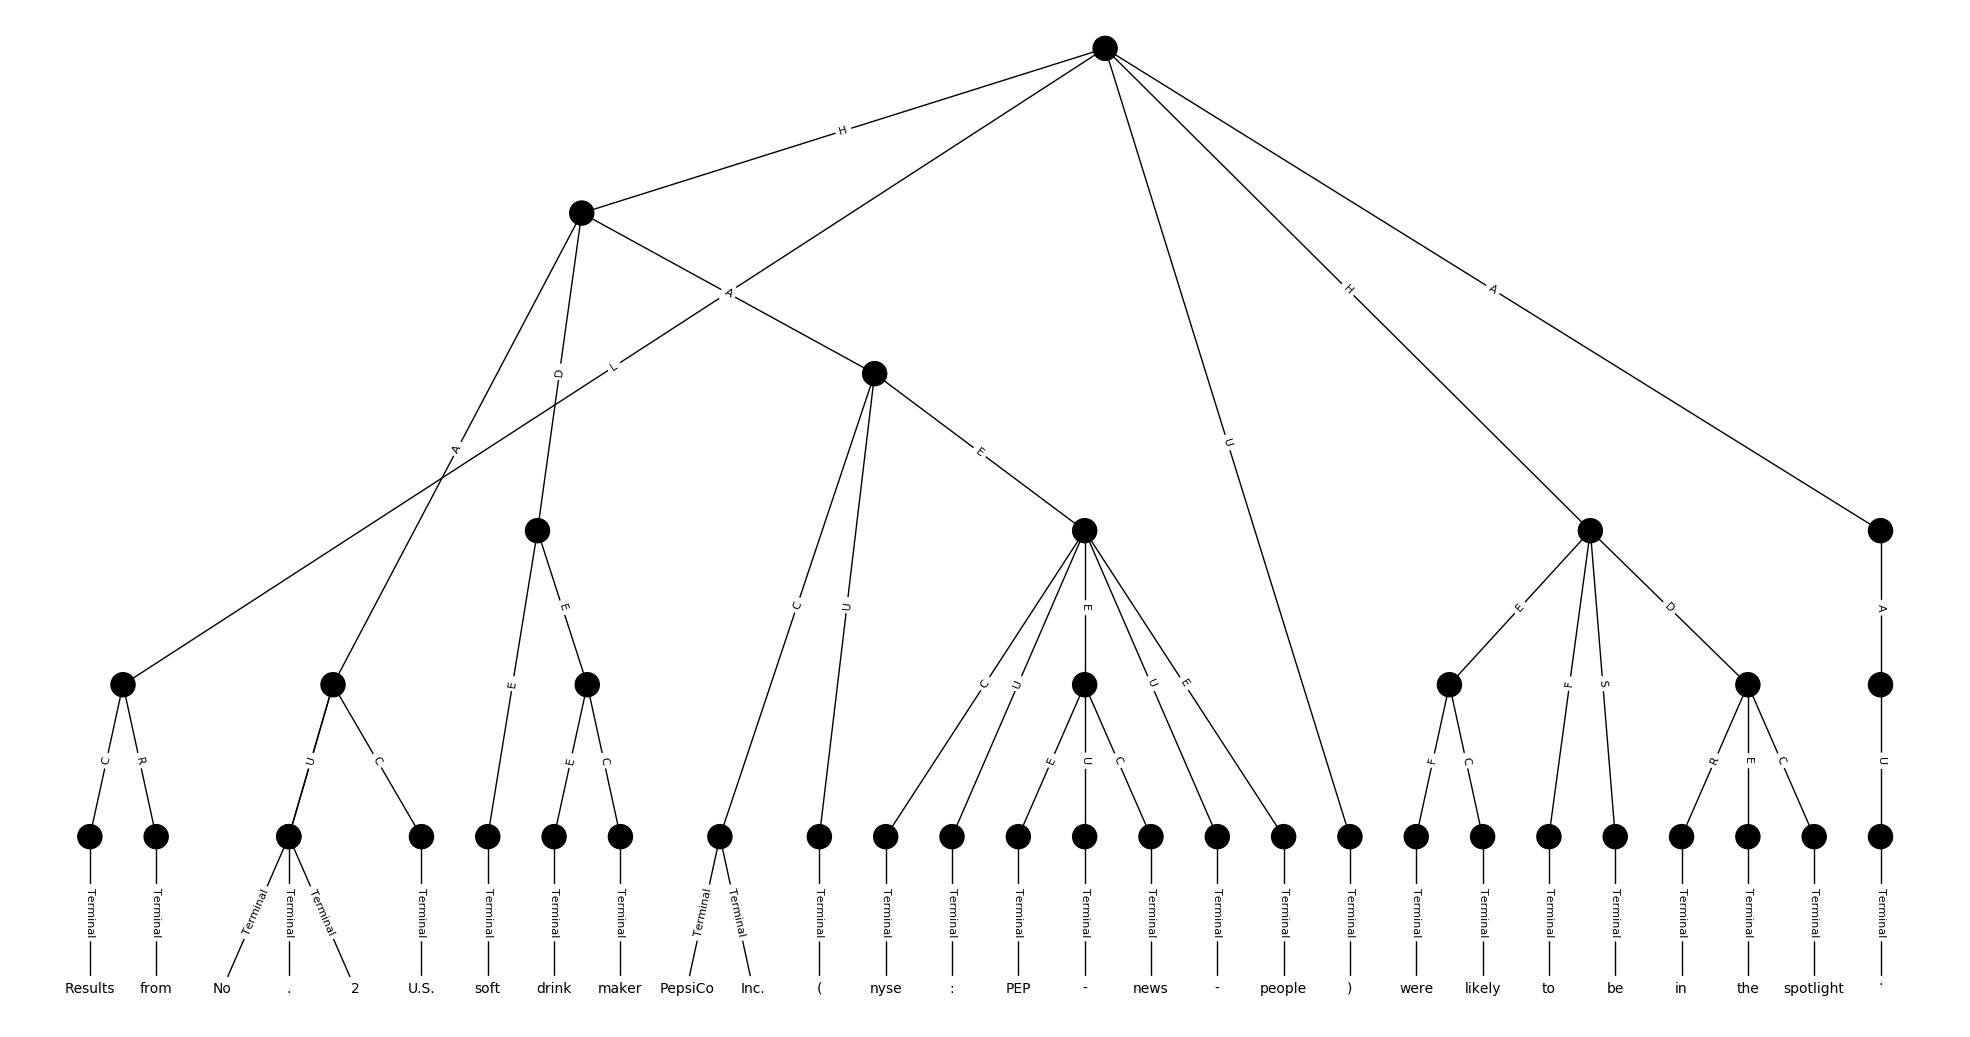 H
A
L
D
H
A
A
U
E
E
C
U
E
E
D
A
E
C
U
U
E
F
S
C
R
U
C
E
C
E
U
C
F
C
R
E
C
U
Terminal Terminal Terminal Terminal Terminal Terminal Terminal Terminal Terminal Terminal Terminal Terminal Terminal Terminal Terminal Terminal Terminal Terminal Terminal Terminal Terminal Terminal Terminal Terminal Terminal Terminal Terminal Terminal
Results from No . 2 U.S. soft drink maker PepsiCo Inc. ( nyse : PEP - news - people ) were likely to be in the spotlight .